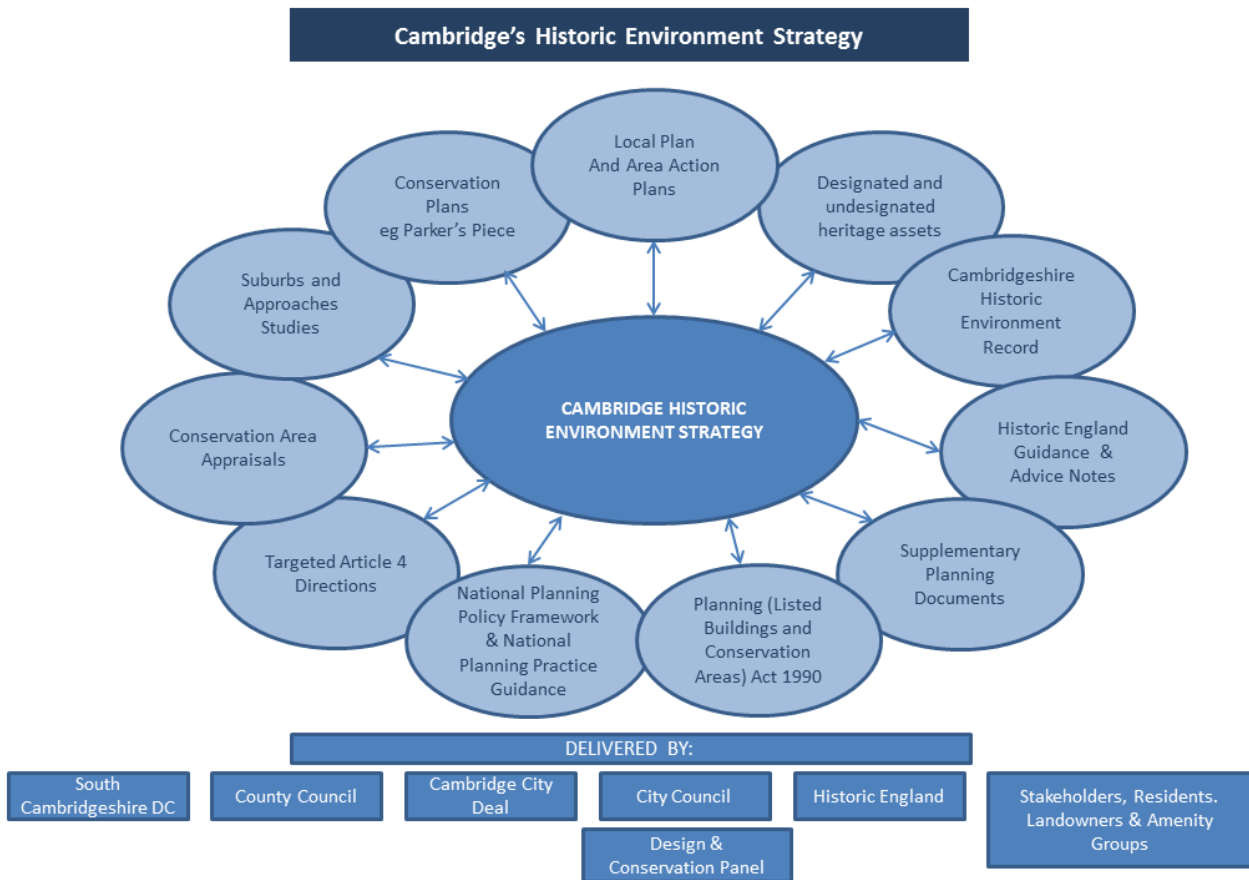 Cambridge's Historic Environment Strategy
Local Plan
And Area Action
Plans
Designated and
undesignated
heritage assets
Cambridgeshire
Historic
Environment
Record
Historic England
Guidance & 
Advice Notes
Supplementary
Planning
Documents
Planning (Listed
Buildings and
Conservation
Areas) Act 1990
National Planning
Policy Framework
& National
Planning Practice
Guidance
Targeted Article 4
Directions
Conservation Area
Appraisals
Suburbs and
Approaches
Studies
Conservation
Plans
eg Parker's Piece
CAMBRIDGE HISTORIC
ENVIRONMENT STRATEGY
DELIVERED BY:
South
Cambridgeshire DC
County Council
Cambridge City
Deal
City Council
Historic England
Stakeholders, Residents.
Landowners & Amenity
Groups
Design &
Conservation Panel